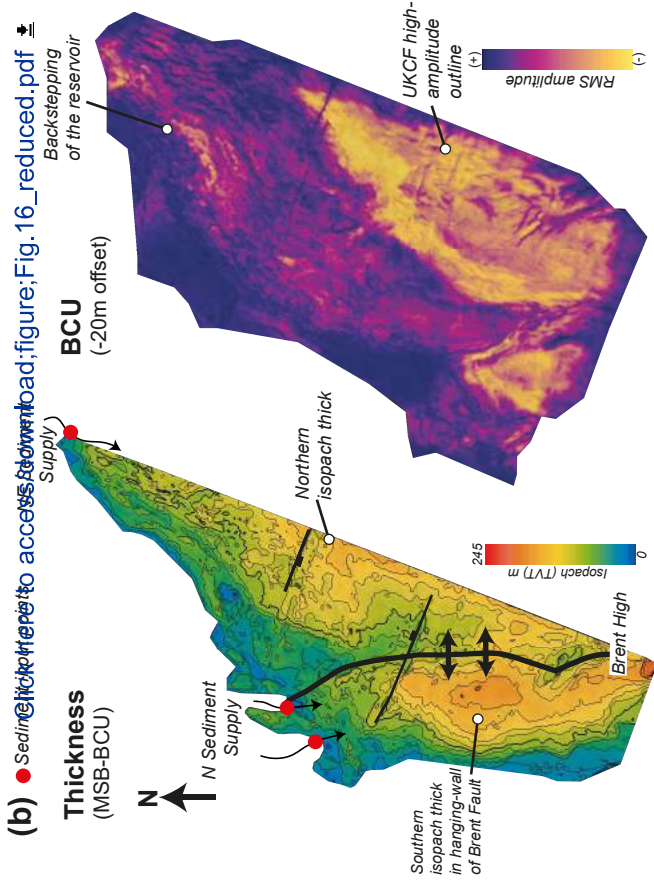 Click here to access/download;figure;Fig.16_reduced.pdf
(b)
Sediment input points
Thickness
(MSB-BCU)
N
NE Sediment
Supply
N Sediment
Supply
Northern
isopach thick
Southern
isopach thick
in hanging-wall
of Brent Fault
Brent High
245
Isopach (TVT) m
0
BCU
(-20m offset)
Backstepping
of the reservoir
UKCF high-
amplitude
outline
(+)
RMS amplitude
(-)